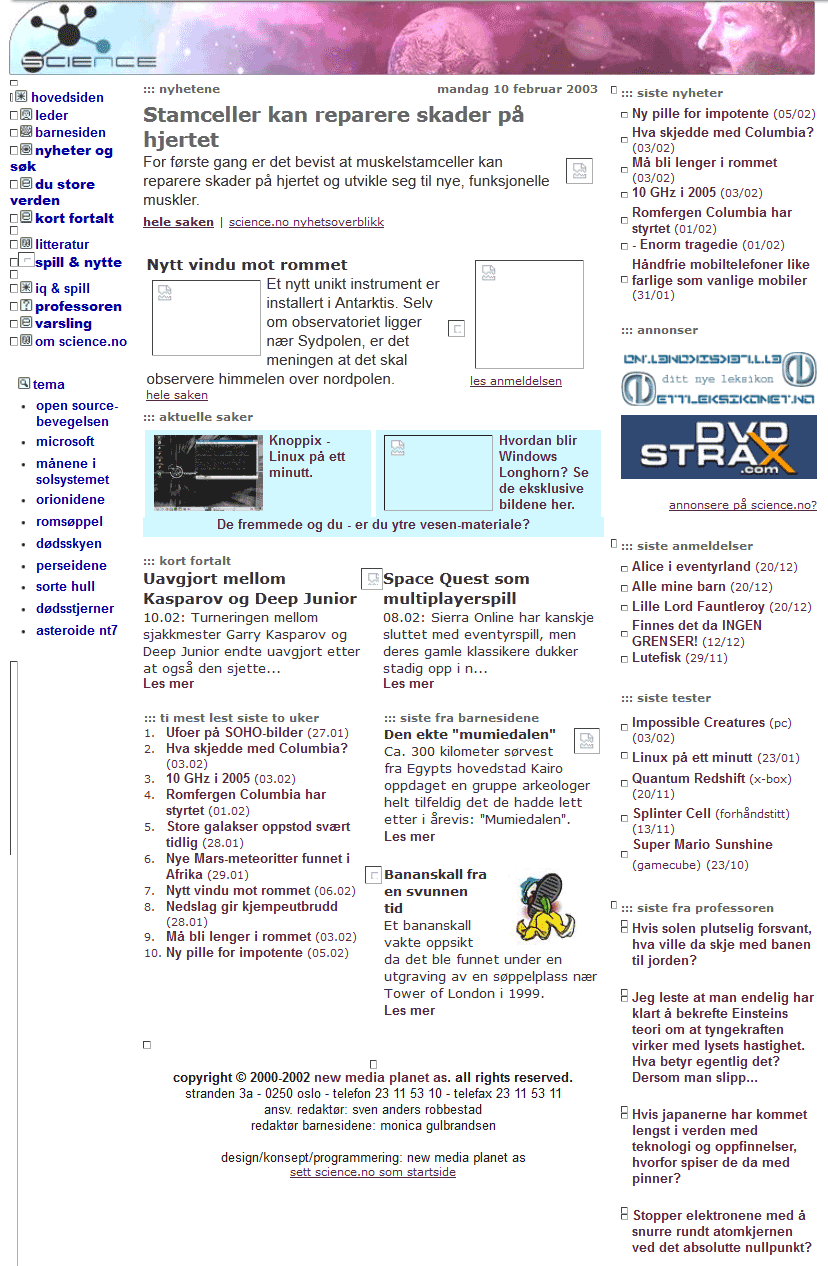 SCIENCE
hovedsiden
leder
barnesiden
nyheter og
søk
du store
verden
kort fortalt
litteratur
spill & nytte
iq & spill
professoren
varsling
om science.no
tema
open source-
bevegelsen
microsoft
månene i
solsystemet
orionidene
romsøppel
dødsskyen
perseidene
sorte hull
dødsstjerner
asteroide nt7
::: nyhetene
mandag 10 februar 2003
Stamceller kan reparere skader på
hjertet
For første gang er det bevist at muskelstamceller kan
reparere skader på hjertet og utvikle seg til nye, funksjonelle
muskler.
hele saken | science.no nyhetsoverblikk
Nytt vindu mot rommet
Et nytt unikt instrument er
installert i Antarktis. Selv
om observatoriet ligger
nær Sydpolen, er det
meningen at det skal
observere himmelen over nordpolen.
hele saken
les anmeldelsen
::: aktuelle saker
Knoppix -
Linux på ett
minutt.
Hvordan blir
Windows
Longhorn? Se
de eksklusive
bildene her.
De fremmede og du - er du ytre vesen-materiale?
::: kort fortalt
Uavgjort mellom
Kasparov og Deep Junior
10.02: Turneringen mellom
sjakkmester Garry Kasparov og
Deep Junior endte uavgjort etter
at også den sjette...
Les mer
Space Quest som
multiplayerspill
08.02: Sierra Online har kanskje
sluttet med eventyrspill, men
deres gamle klassikere dukker
stadig opp i n...
Les mer
::: ti mest lest siste to uker
1. Ufoer på SOHO-bilder (27.01)
2. Hva skjedde med Columbia?
(03.02)
3. 10 GHz i 2005 (03.02)
4. Romfergen Columbia har
styrtet (01.02)
5. Store galakser oppstod svært
tidlig (28.01)
6. Nye Mars-meteoritter funnet i
Afrika (29.01)
7. Nytt vindu mot rommet (06.02)
8. Nedslag gir kjempeutbrudd
(28.01)
9. Må bli lenger i rommet (03.02)
10. Ny pille for impotente (05.02)
::: siste fra barnesidene
Den ekte "mumiedalen"
Ca. 300 kilometer sørvest
fra Egypts hovedstad Kairo
oppdaget en gruppe arkeologer
helt tilfeldig det de hadde lett
etter i årevis: "Mumiedalen".
Les mer
Bananskall fra
en svunnen
tid
Et bananskall
vakte oppsikt
da det ble funnet under en
utgraving av en søppelplass nær
Tower of London i 1999.
Les mer
copyright © 2000-2002 new media planet as. all rights reserved.
stranden 3a - 0250 oslo - telefon 23 11 53 10 - telefax 23 11 53 11
ansv. redaktør: sven anders robbestad
redaktør barnesidene: monica gulbrandsen
design/konsept/programmering: new media planet as
sett science.no som startside
::: siste nyheter
Ny pille for impotente (05/02)
Hva skjedde med Columbia?
(03/02)
Må bli lenger i rommet
(03/02)
10 GHz i 2005 (03/02)
Romfergen Columbia har
styrtet (01/02)
- Enorm tragedie (01/02)
Håndfrie mobiltelefoner like
farlige som vanlige mobiler
(31/01)
::: annonser
ditt nye leksikon
ETTLEKSIKONET.NO
DVD
STRAX
.com
annonsere på science.no?
::: siste anmeldelser
Alice i eventyrland (20/12)
Alle mine barn (20/12)
Lille Lord Fauntleroy (20/12)
Finnes det da INGEN
GRENSER! (12/12)
Lutefisk (29/11)
::: siste tester
Impossible Creatures (pc)
(03/02)
Linux på ett minutt (23/01)
Quantum Redshift (x-box)
(20/11)
Splinter Cell (forhåndstitt)
(13/11)
Super Mario Sunshine
(gamecube) (23/10)
::: siste fra professoren
Hvis solen plutselig forsvant,
hva ville da skje med banen
til jorden?
Jeg leste at man endelig har
klart å bekrefte Einsteins
teori om at tyngekraften
virker med lysets hastighet.
Hva betyr egentlig det?
Dersom man slipp...
Hvis japanerne har kommet
lengst i verden med
teknologi og oppfinnelser,
hvorfor spiser de da med
pinner?
Stopper elektronene med å
snurre rundt atomkjernen
ved det absolutte nullpunkt?